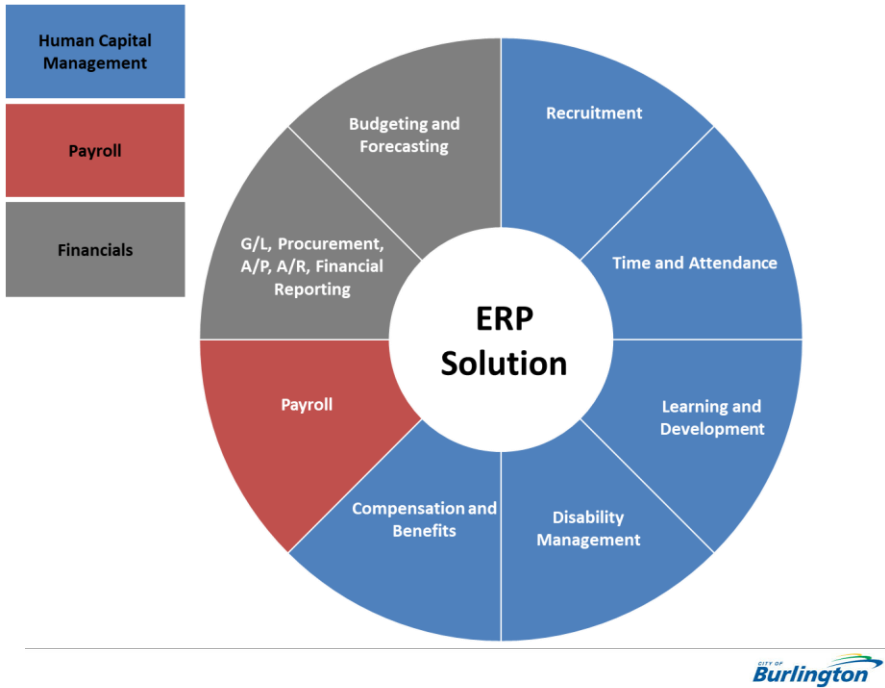 Human Capital
Management
Payroll
Financials
Budgeting and
Forecasting
Recruitment
G/L, Procurement,
A/P, A/R, Financial
Reporting
Time and Attendance
ERP
Solution
Payroll
Learning and
Development
Compensation and
Benefits
Disability
Management
CITY OF
Burlington